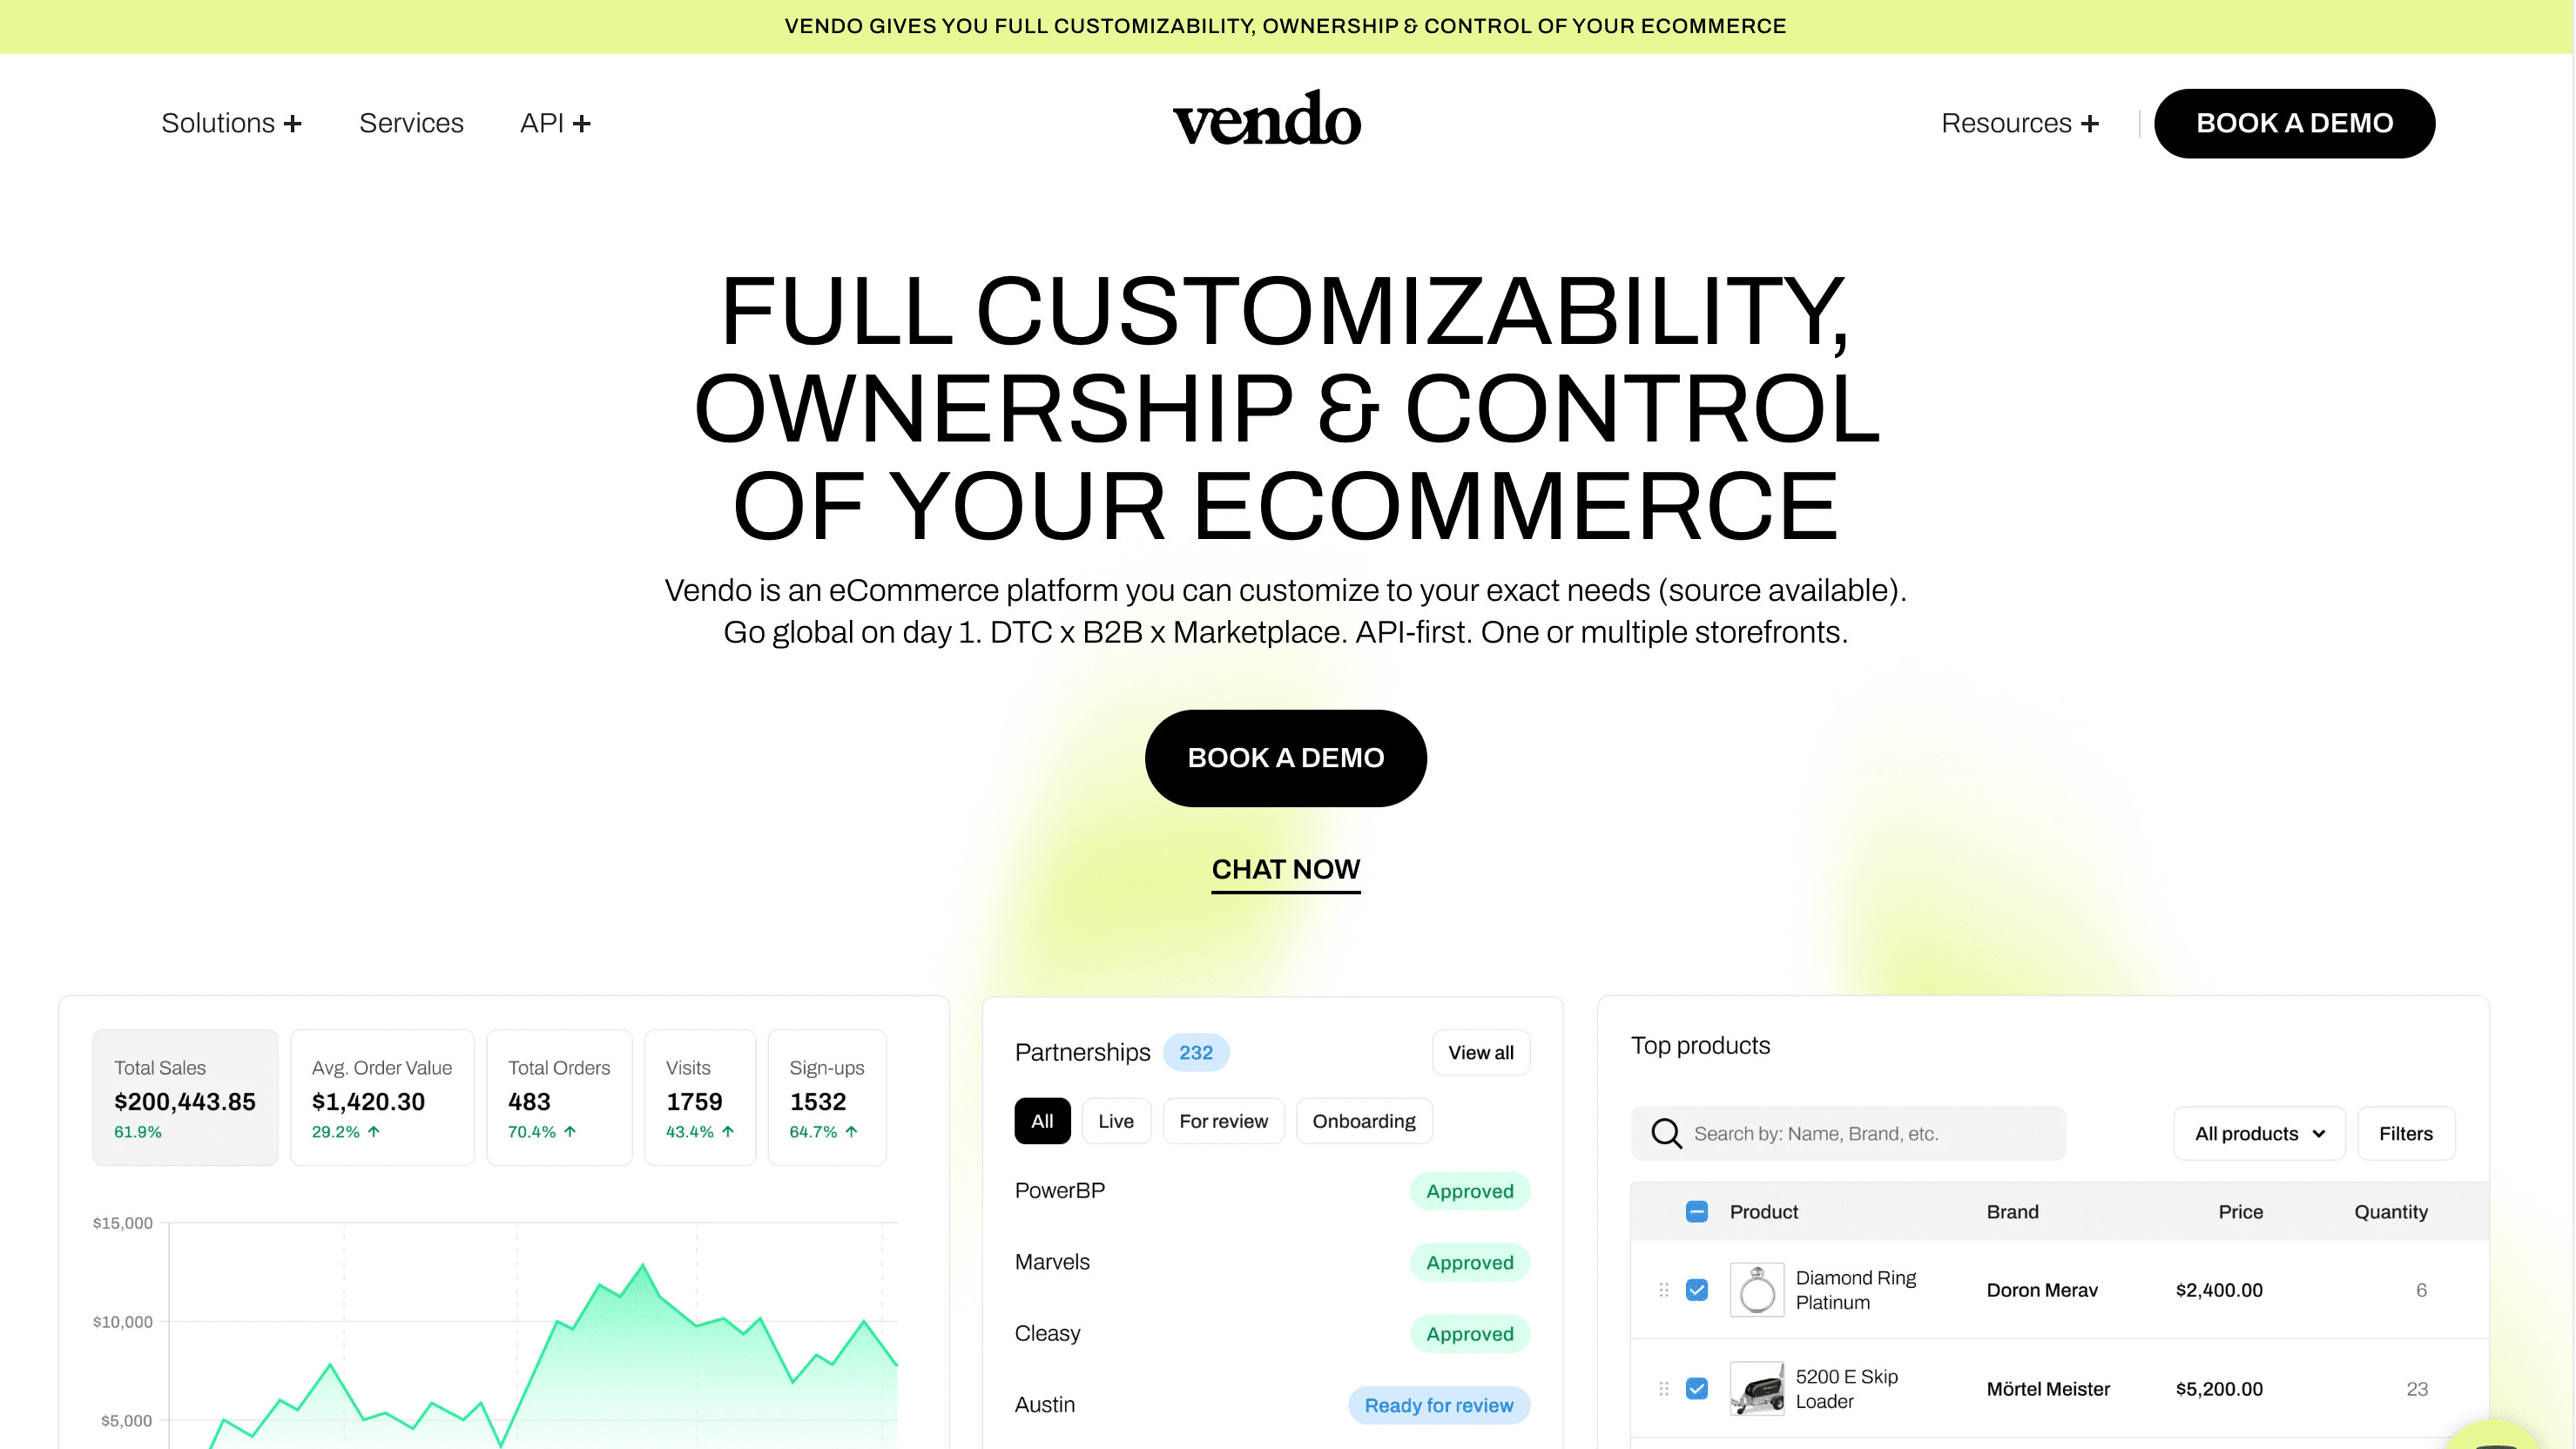 VENDO GIVES YOU FULL CUSTOMIZABILITY, OWNERSHIP & CONTROL OF YOUR ECOMMERCE
Solutions +
Services
API +
vendo
Resources +
BOOK A DEMO
FULL CUSTOMIZABILITY,
OWNERSHIP & CONTROL
OF YOUR ECOMMERCE
Vendo is an eCommerce platform you can customize to your exact needs (source available).
Go global on day 1. DTC x B2B x Marketplace. API-first. One or multiple storefronts.
BOOK A DEMO
CHAT NOW
Total Sales
$200,443.85
61.9%
Avg. Order Value
$1,420.30
29.2% ↑
Total Orders
483
70.4% ↑
Visits
1759
43.4% ↑
Sign-ups
1532
64.7% ↑
$15,000
$10,000
$5,000
Partnerships 232
View all
All
Live
For review
Onboarding
PowerBP Approved
Marvels Approved
Cleasy Approved
Austin Ready for review
Top products
Search by: Name, Brand, etc.
All products
Filters
Product Brand Price Quantity
Diamond Ring
Platinum
Doron Merav $2,400.00 6
5200 E Skip
Loader
Mörtel Meister $5,200.00 23